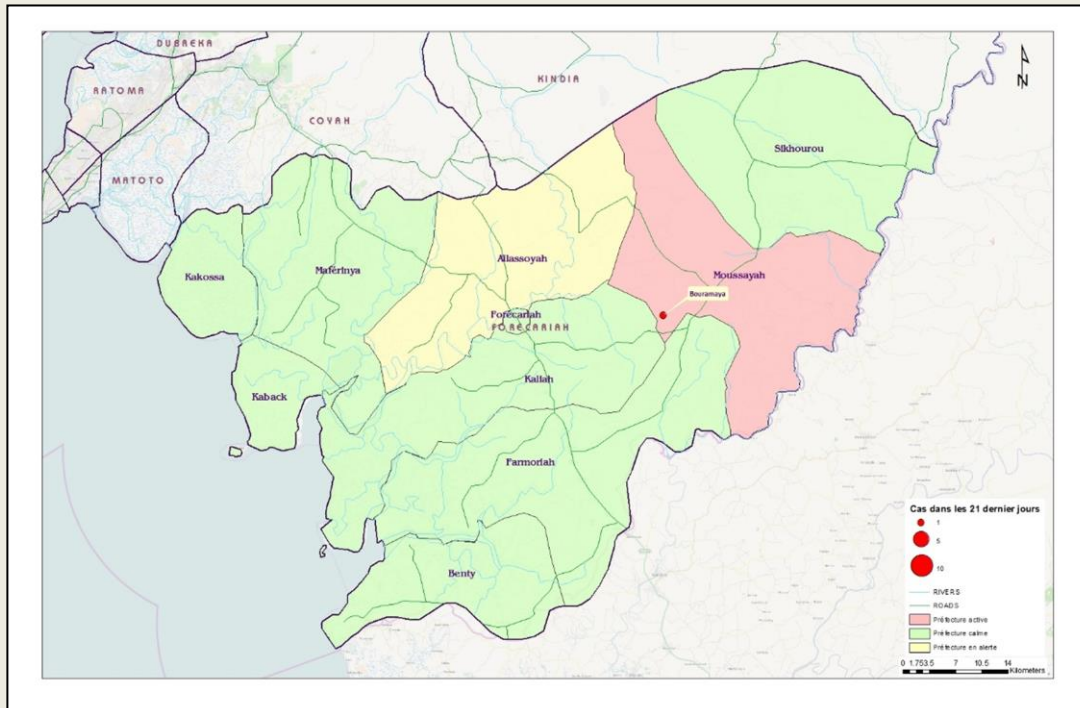 DUBREKA
KINDIA
RATOMA
COYAH
Sikhourou
MATOTO
Allassoyah
Maferinya
Kakossa
Moussayah
Bouramaya
Forécariah
FORECARIAH
Kaliah
Kaback
Farmoriah
Benty
Cas dans les 21 dernier jours
1
5
10
RIVERS
ROADS
Préfecture active
Préfecture calme
Préfecture en alerte
0 1.753.5 7 10.5 14
Kilometers
N